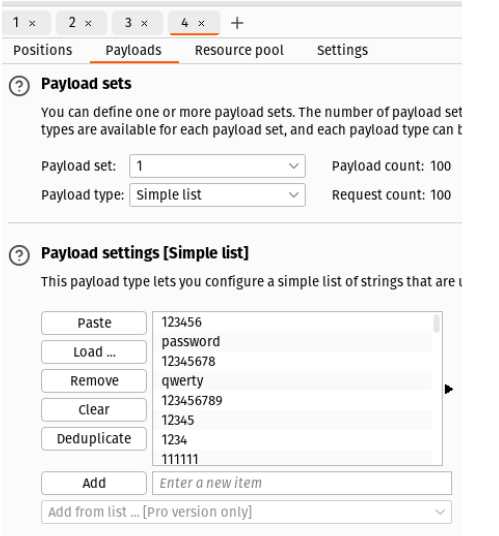 1 × 2 × 3 × 4 × +
Positions Payloads Resource pool Settings
? Payload sets
You can define one or more payload sets. The number of payload set
types are available for each payload set, and each payload type can
Payload set: 1 Payload count: 100
Payload type: Simple list Request count: 100
? Payload settings [Simple list]
This payload type lets you configure a simple list of strings that are
Paste
Load ...
Remove
Clear
Deduplicate
123456
password
12345678
qwerty
123456789
12345
1234
111111
Add Enter a new item
Add from list ... [Pro version only]